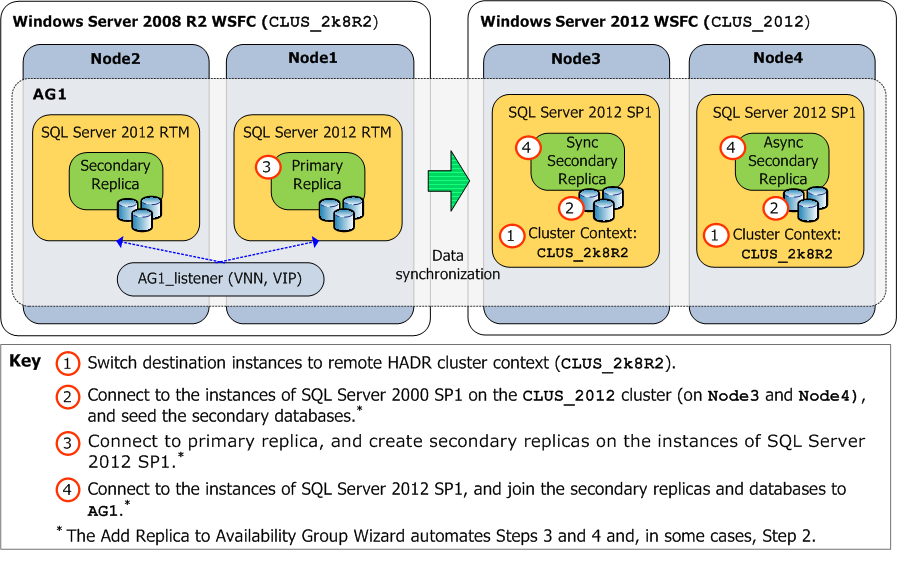 Windows Server 2008 R2 WSFC (CLUS_2k8R2)
Node2
Node1
AG1
SQL Server 2012 RTM
Secondary
Replica
SQL Server 2012 RTM
3
Primary
Replica
AG1_listener (VNN, VIP)
Data
synchronization
Windows Server 2012 WSFC (CLUS_2012)
Node3
Node4
SQL Server 2012 SP1
4
Sync
Secondary
Replica
2
1 Cluster Context:
CLUS_2k8R2
SQL Server 2012 SP1
4
Async
Secondary
Replica
2
1 Cluster Context:
CLUS_2k8R2
Key
1 Switch destination instances to remote HADR cluster context (CLUS_2k8R2).
2 Connect to the instances of SQL Server 2000 SP1 on the CLUS_2012 cluster (on Node3 and Node4),
and seed the secondary databases.*
3 Connect to primary replica, and create secondary replicas on the instances of SQL Server
2012 SP1.*
4 Connect to the instances of SQL Server 2012 SP1, and join the secondary replicas and databases to
AG1.*
* The Add Replica to Availability Group Wizard automates Steps 3 and 4 and, in some cases, Step 2.